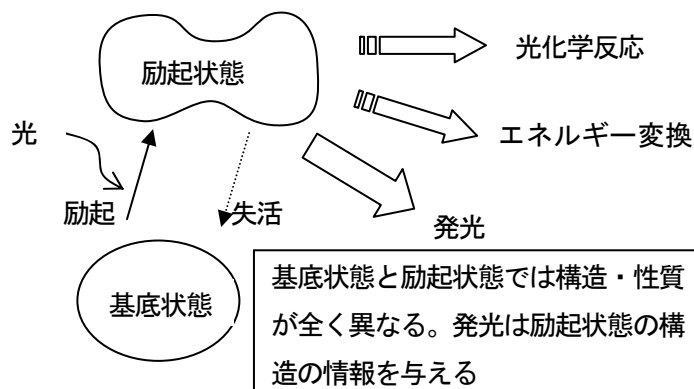 励起状態
光化学反応
エネルギー変換
光
励起
失活
発光
基底状態
基底状態と励起状態では構造・性質
が全く異なる。発光は励起状態の構
造の情報を与える